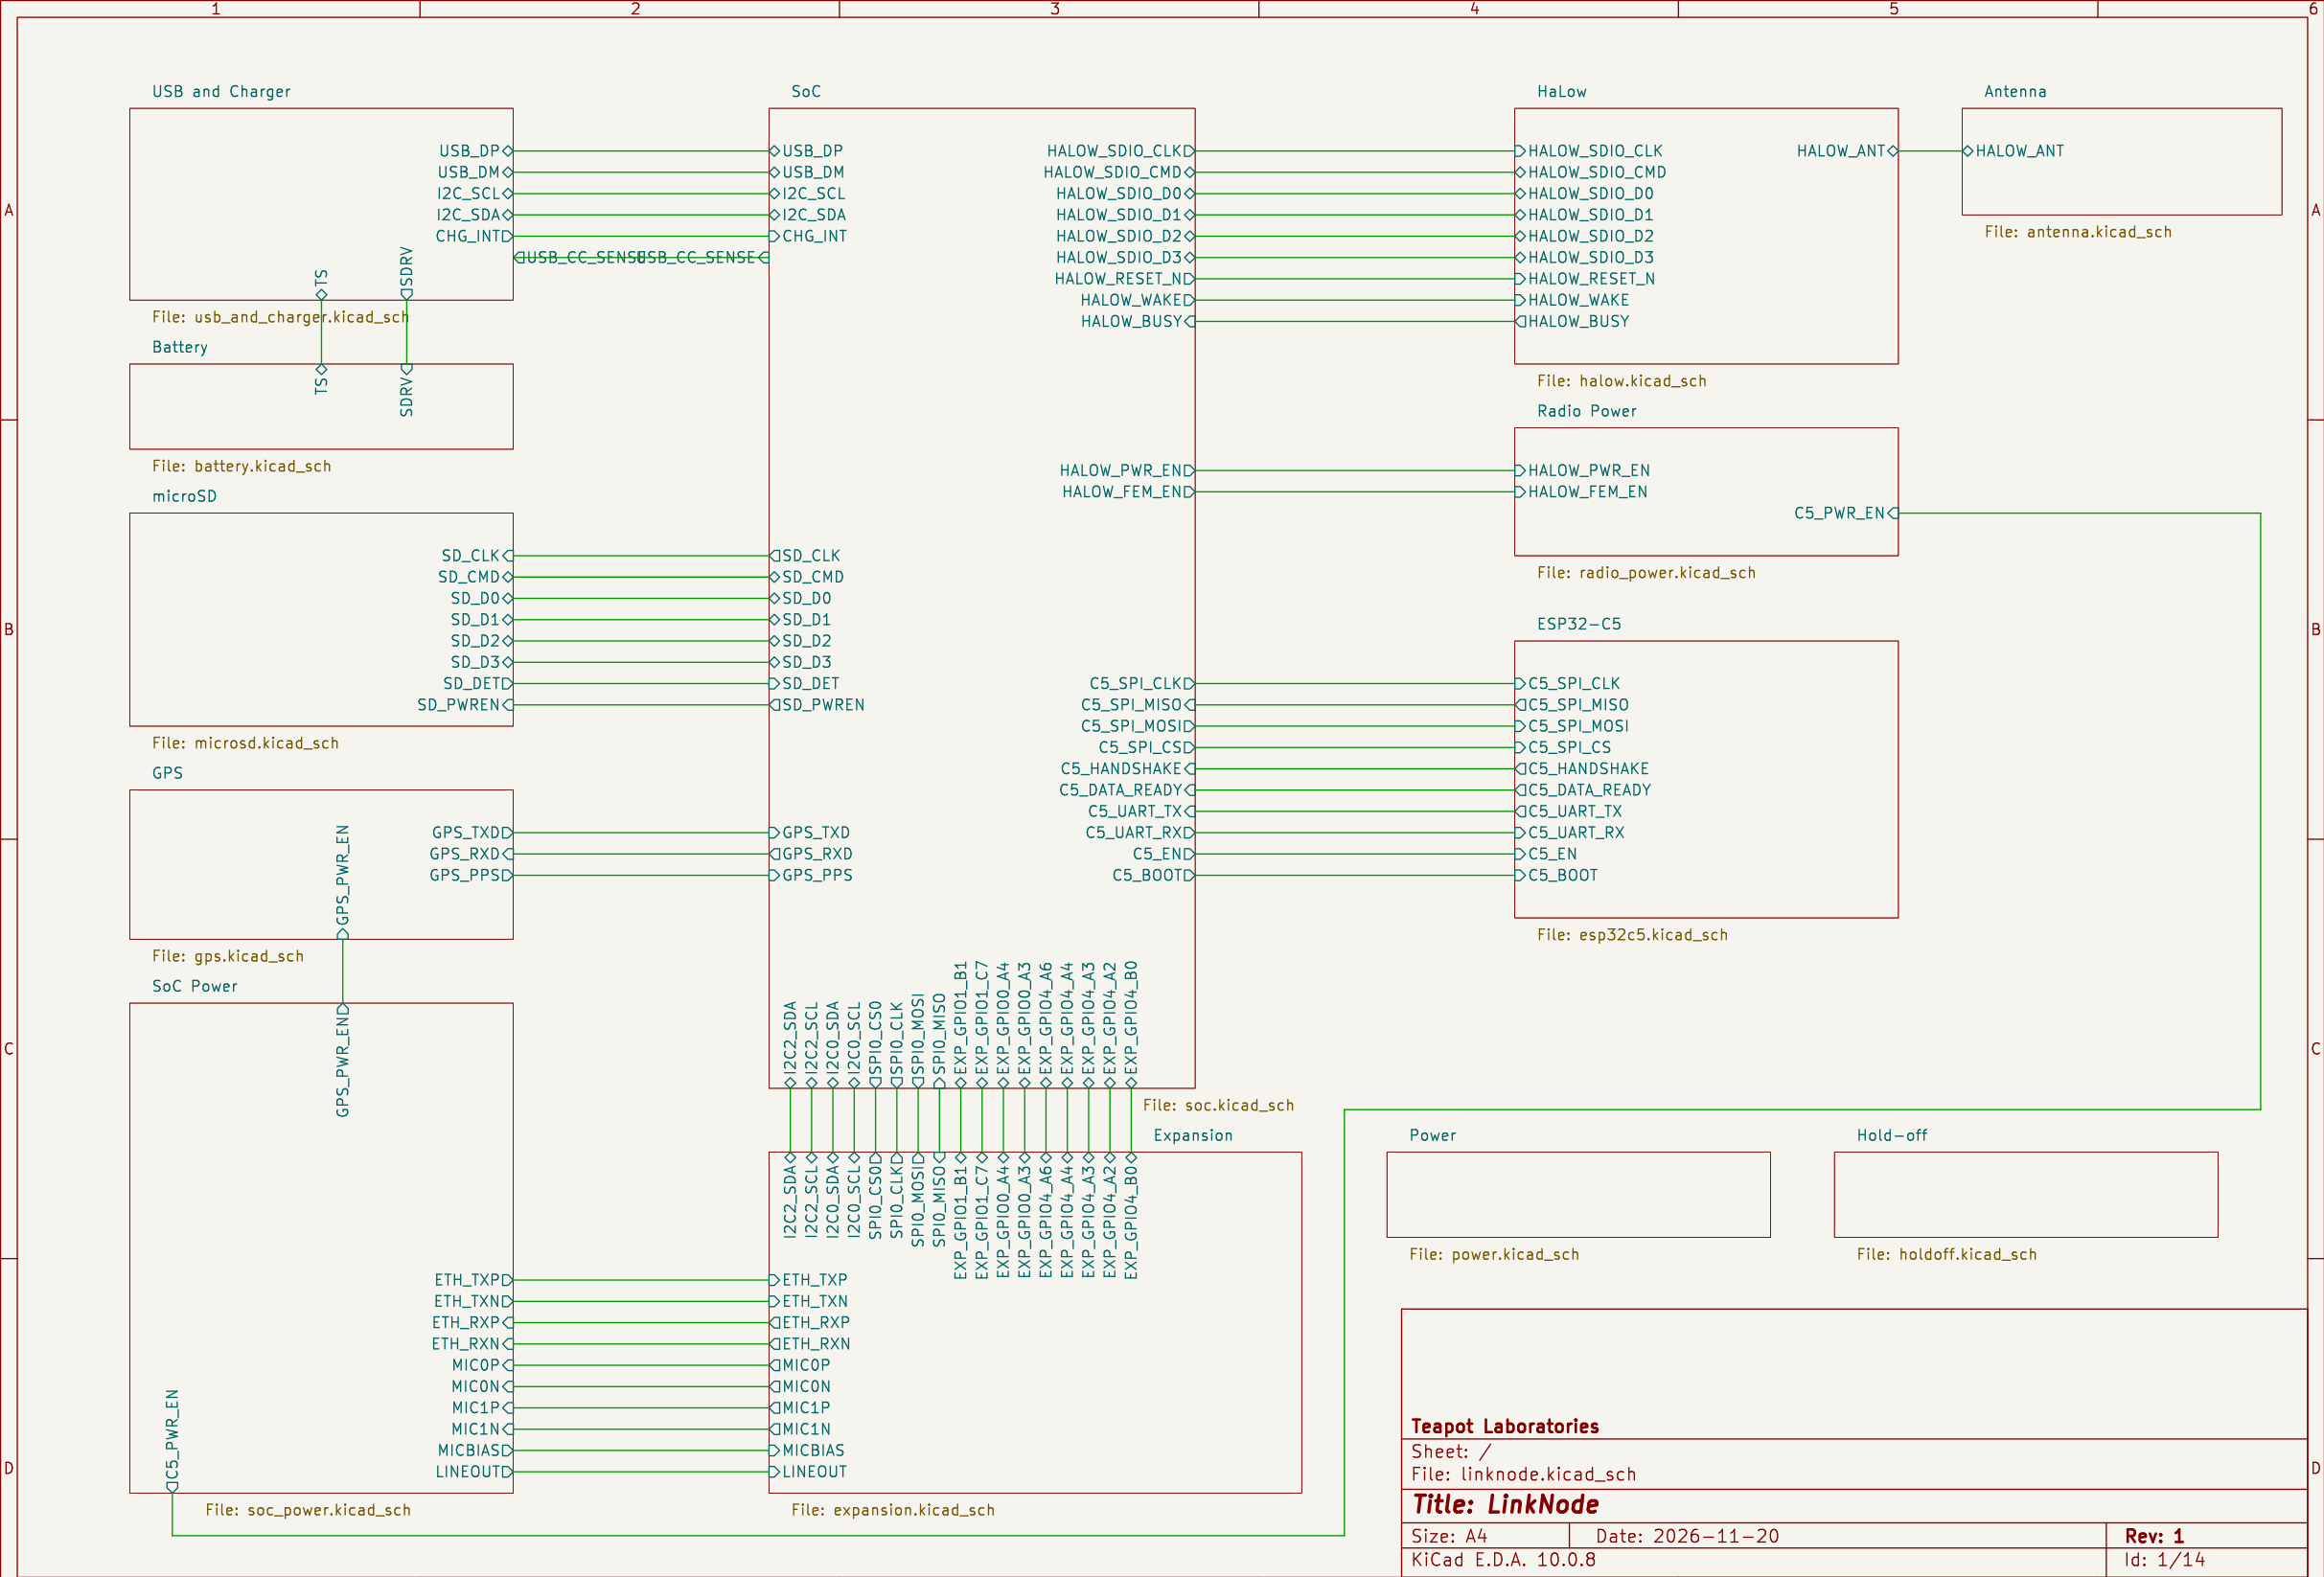 1 2 3 4 5 6
A
B
C
D
A
B
C
D
USB and Charger
USB_DP
USB_DM
I2C_SCL
I2C_SDA
CHG_INT
USB_CC_SENSE
TS
SDRV
File: usb_and_charger.kicad_sch
Battery
TS
SDRV
File: battery.kicad_sch
microSD
SD_CLK
SD_CMD
SD_D0
SD_D1
SD_D2
SD_D3
SD_DET
SD_PWREN
File: microsd.kicad_sch
GPS
GPS_TXD
GPS_RXD
GPS_PPS
GPS_PWR_EN
File: gps.kicad_sch
SoC Power
GPS_PWR_EN
ETH_TXP
ETH_TXN
ETH_RXP
ETH_RXN
MIC0P
MIC0N
MIC1P
MIC1N
MICBIAS
LINEOUT
C5_PWR_EN
File: soc_power.kicad_sch
SoC
USB_DP
USB_DM
I2C_SCL
I2C_SDA
CHG_INT
USB_CC_SENSE
SD_CLK
SD_CMD
SD_D0
SD_D1
SD_D2
SD_D3
SD_DET
SD_PWREN
GPS_TXD
GPS_RXD
GPS_PPS
HALOW_SDIO_CLK
HALOW_SDIO_CMD
HALOW_SDIO_D0
HALOW_SDIO_D1
HALOW_SDIO_D2
HALOW_SDIO_D3
HALOW_RESET_N
HALOW_WAKE
HALOW_BUSY
HALOW_PWR_EN
HALOW_FEM_EN
C5_SPI_CLK
C5_SPI_MISO
C5_SPI_MOSI
C5_SPI_CS
C5_HANDSHAKE
C5_DATA_READY
C5_UART_TX
C5_UART_RX
C5_EN
C5_BOOT
I2C2_SDA
I2C2_SCL
I2C0_SDA
I2C0_SCL
SPI0_CS0
SPI0_CLK
SPI0_MOSI
SPI0_MISO
EXP_GPIO1_B1
EXP_GPIO1_C7
EXP_GPIO0_A4
EXP_GPIO0_A3
EXP_GPIO4_A6
EXP_GPIO4_A4
EXP_GPIO4_A3
EXP_GPIO4_A2
EXP_GPIO4_B0
File: soc.kicad_sch
Expansion
I2C2_SDA
I2C2_SCL
I2C0_SDA
I2C0_SCL
SPI0_CS0
SPI0_CLK
SPI0_MOSI
SPI0_MISO
EXP_GPIO1_B1
EXP_GPIO1_C7
EXP_GPIO0_A4
EXP_GPIO0_A3
EXP_GPIO4_A6
EXP_GPIO4_A4
EXP_GPIO4_A3
EXP_GPIO4_A2
EXP_GPIO4_B0
ETH_TXP
ETH_TXN
ETH_RXP
ETH_RXN
MIC0P
MIC0N
MIC1P
MIC1N
MICBIAS
LINEOUT
File: expansion.kicad_sch
HaLow
HALOW_SDIO_CLK
HALOW_SDIO_CMD
HALOW_SDIO_D0
HALOW_SDIO_D1
HALOW_SDIO_D2
HALOW_SDIO_D3
HALOW_RESET_N
HALOW_WAKE
HALOW_BUSY
HALOW_ANT
File: halow.kicad_sch
Antenna
HALOW_ANT
File: antenna.kicad_sch
Radio Power
HALOW_PWR_EN
HALOW_FEM_EN
C5_PWR_EN
File: radio_power.kicad_sch
ESP32-C5
C5_SPI_CLK
C5_SPI_MISO
C5_SPI_MOSI
C5_SPI_CS
C5_HANDSHAKE
C5_DATA_READY
C5_UART_TX
C5_UART_RX
C5_EN
C5_BOOT
File: esp32c5.kicad_sch
Power
File: power.kicad_sch
Hold-off
File: holdoff.kicad_sch
Teapot Laboratories
Sheet: /
File: linknode.kicad_sch
Title: LinkNode
Size: A4 Date: 2026-11-20 Rev: 1
KiCad E.D.A. 10.0.8 Id: 1/14